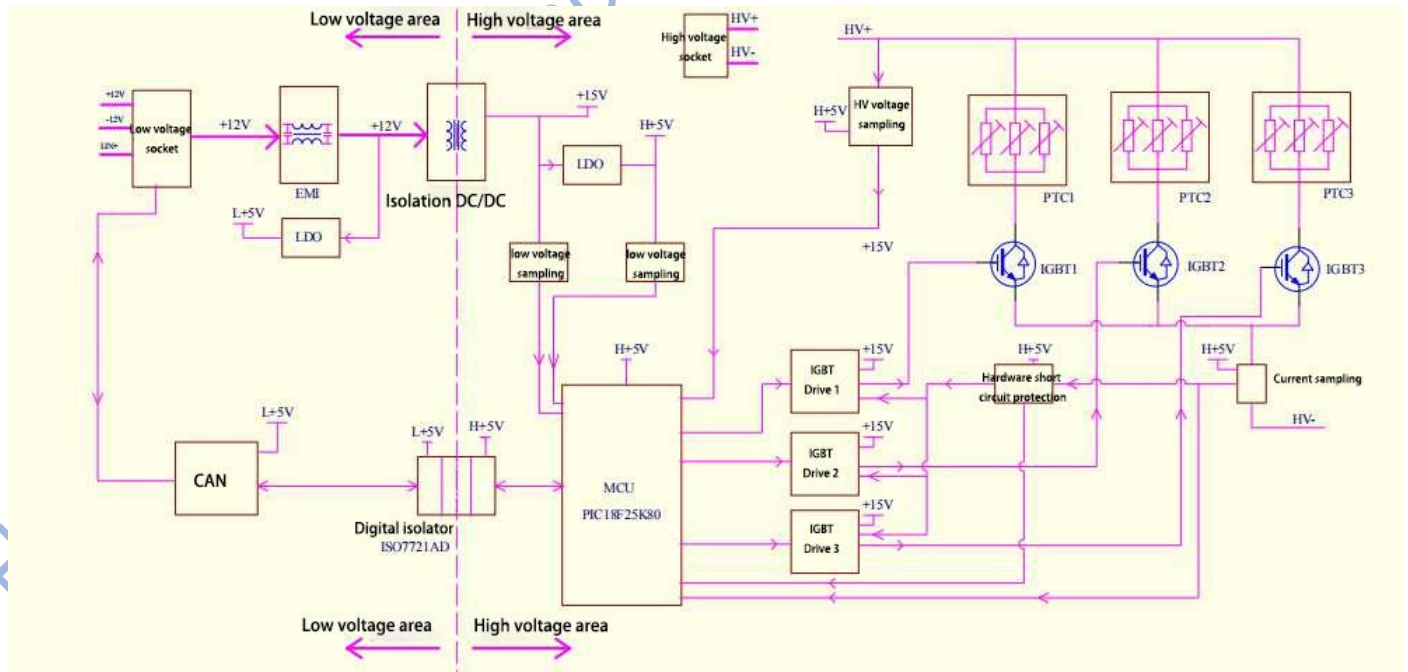 Low voltage area
High voltage area
High voltage
socket
HV+
HV-
HV+
+12V
-12V
LIN+
Low voltage
socket
+12V
EMI
+12V
Isolation DC/DC
+15V
H+5V
LDO
L+5V
LDO
low voltage
sampling
low voltage
sampling
H+5V
HV voltage
sampling
PTC1
PTC2
PTC3
+15V
IGBT1
IGBT2
IGBT3
H+5V
MCU
PIC18F25K80
+15V
IGBT
Drive 1
H+5V
Hardware short
circuit protection
H+5V
Current sampling
HV-
L+5V
CAN
L+5V
H+5V
Digital isolator
ISO7721AD
+15V
IGBT
Drive 2
+15V
IGBT
Drive 3
Low voltage area
High voltage area